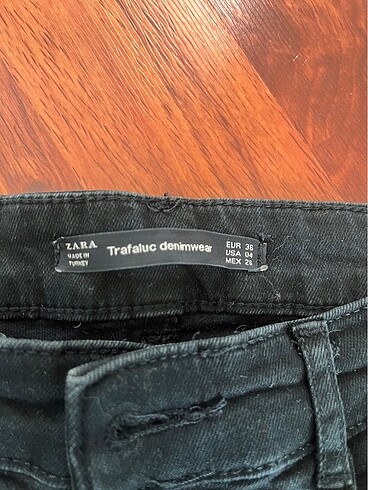 ZARA
MADE IN
TURKEY
Trafaluc denimwear
EUR 36
USA 04
MEX 26